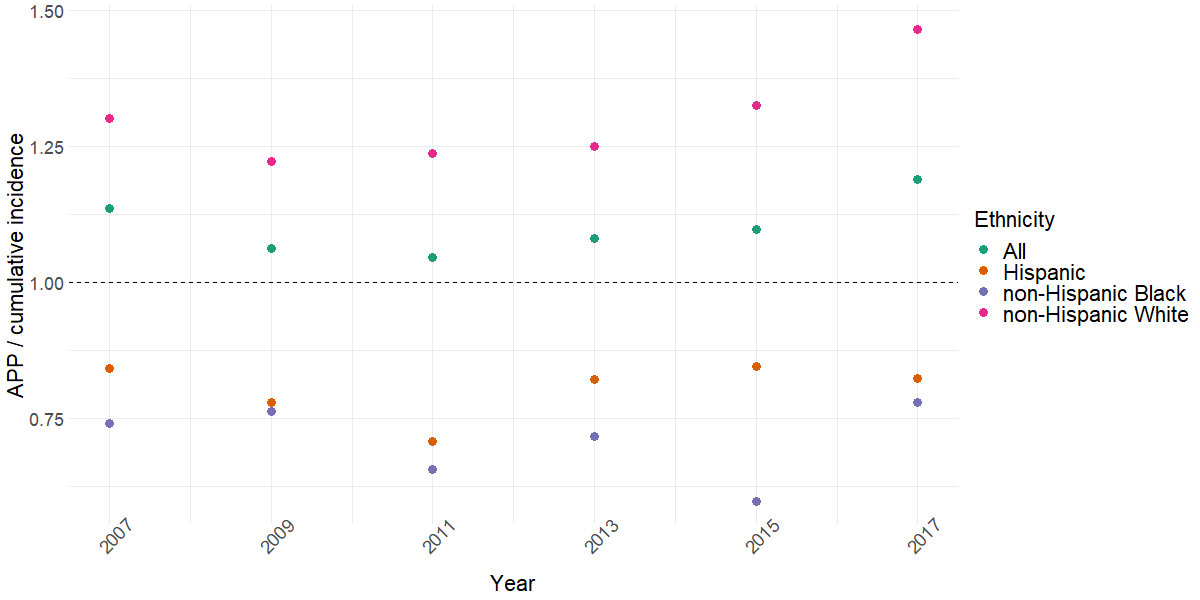 APP / cumulative incidence
1.50
1.25
1.00
0.75
2007
2009
2011
2013
2015
2017
Year
Ethnicity
All
Hispanic
non-Hispanic Black
non-Hispanic White